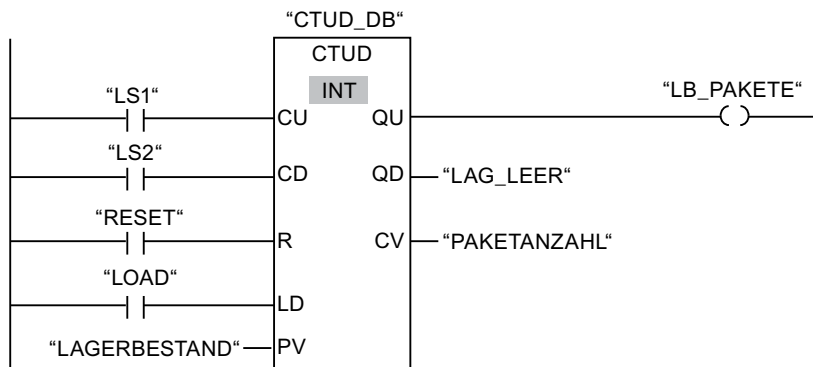 “CTUD_DB“
CTUD
INT
“LS1“
CU
QU
“LB_PAKETE“
“LS2“
CD
QD
“LAG_LEER“
“RESET“
R
CV
“PAKETANZAHL“
“LOAD“
LD
“LAGERBESTAND“
PV